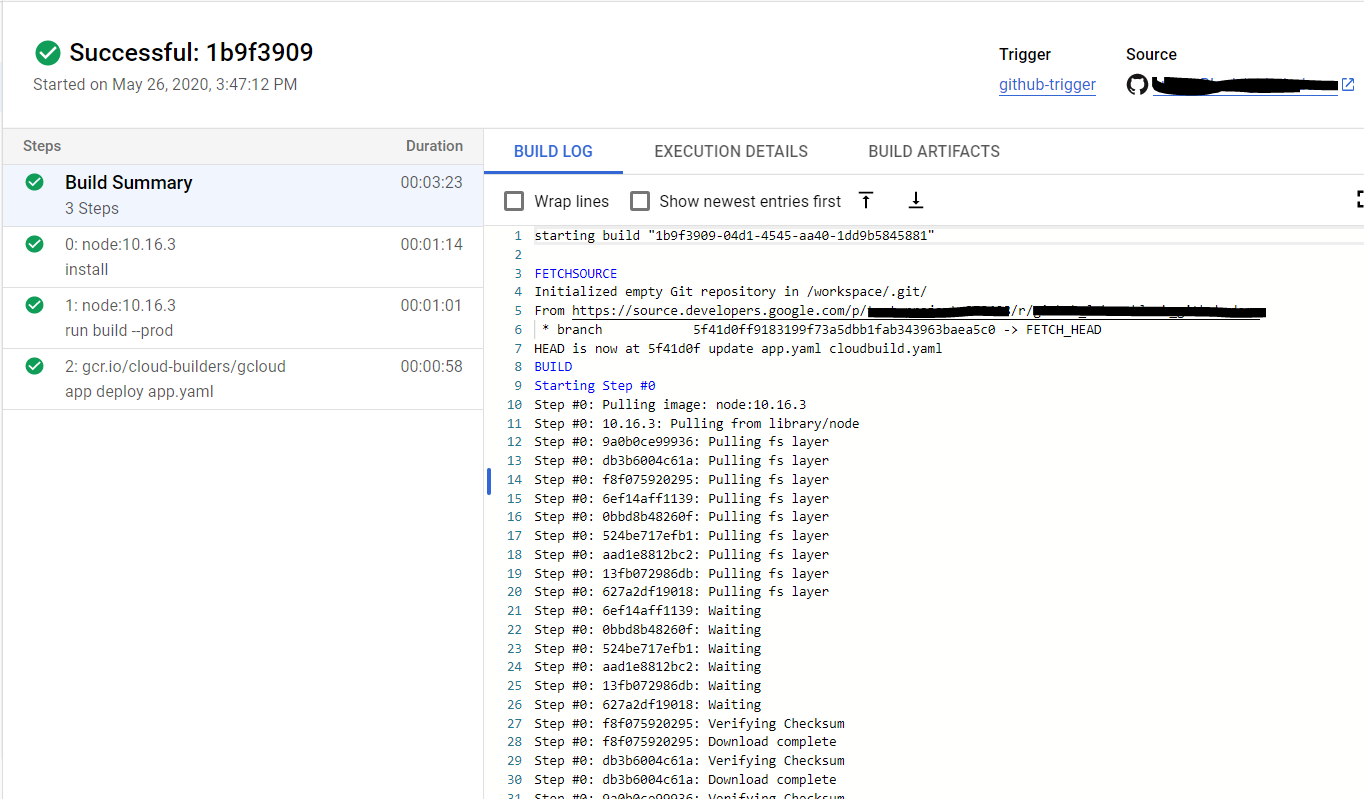 Successful: 1b9f3909
Started on May 26, 2020, 3:47:12 PM
Trigger
github-trigger
Source
Steps
Duration
Build Summary
00:03:23
3 Steps
0: node:10.16.3
00:01:14
install
1: node:10.16.3
00:01:01
run build --prod
2: gcr.io/cloud-builders/gcloud
00:00:58
app deploy app.yaml
BUILD LOG
EXECUTION DETAILS
BUILD ARTIFACTS
Wrap lines
Show newest entries first
1 starting build "1b9f3909-04d1-4545-aa40-1dd9b5845881"
2
3 FETCHSOURCE
4 Initialized empty Git repository in /workspace/.git/
5 From https://source.developers.google.com/p/ /r/
6 * branch 5f41d0ff9183199f73a5dbb1fab343963baea5c0 -> FETCH_HEAD
7 HEAD is now at 5f41d0f update app.yaml cloudbuild.yaml
8 BUILD
9 Starting Step #0
10 Step #0: Pulling image: node:10.16.3
11 Step #0: 10.16.3: Pulling from library/node
12 Step #0: 9a0b0ce99936: Pulling fs layer
13 Step #0: db3b6004c61a: Pulling fs layer
14 Step #0: f8f075920295: Pulling fs layer
15 Step #0: 6ef14aff1139: Pulling fs layer
16 Step #0: 0bbd8b48260f: Pulling fs layer
17 Step #0: 524be717efb1: Pulling fs layer
18 Step #0: aad1e8812bc2: Pulling fs layer
19 Step #0: 13fb072986db: Pulling fs layer
20 Step #0: 627a2df19018: Pulling fs layer
21 Step #0: 6ef14aff1139: Waiting
22 Step #0: 0bbd8b48260f: Waiting
23 Step #0: 524be717efb1: Waiting
24 Step #0: aad1e8812bc2: Waiting
25 Step #0: 13fb072986db: Waiting
26 Step #0: 627a2df19018: Waiting
27 Step #0: f8f075920295: Verifying Checksum
28 Step #0: f8f075920295: Download complete
29 Step #0: db3b6004c61a: Verifying Checksum
30 Step #0: db3b6004c61a: Download complete
31 Step #0: 9a0b0ce99936: Verifying Checksum